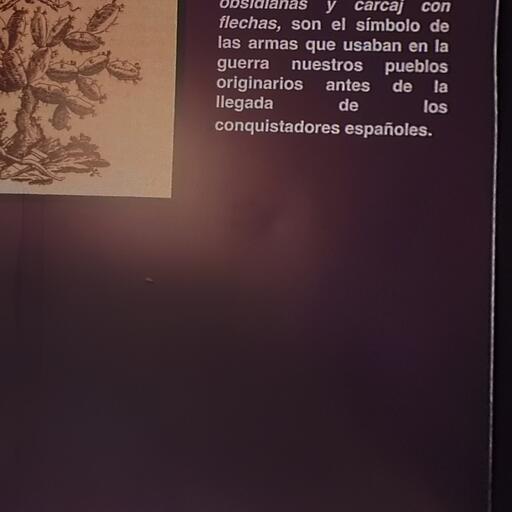 obsidianas y carcaj con
flechas, son el símbolo de
las armas que usaban en la
guerra nuestros pueblos
originarios antes de la
llegada de los
conquistadores españoles.